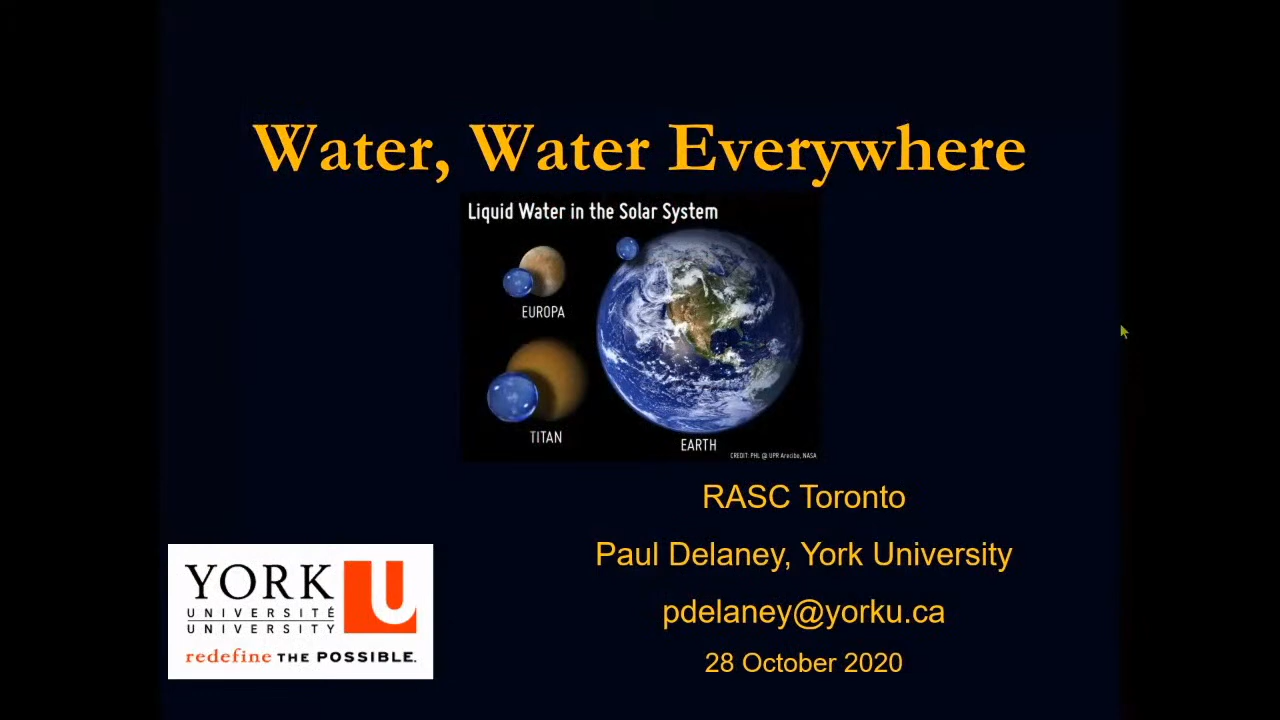 Water, Water Everywhere
Liquid Water in the Solar System
EUROPA
TITAN
EARTH
CREDIT: PHL @ UPR Arecibo, NASA
RASC Toronto
Paul Delaney, York University
pdelaney@yorku.ca
28 October 2020
YORK U
UNIVERSITÉ
UNIVERSITY
redefine THE POSSIBLE.